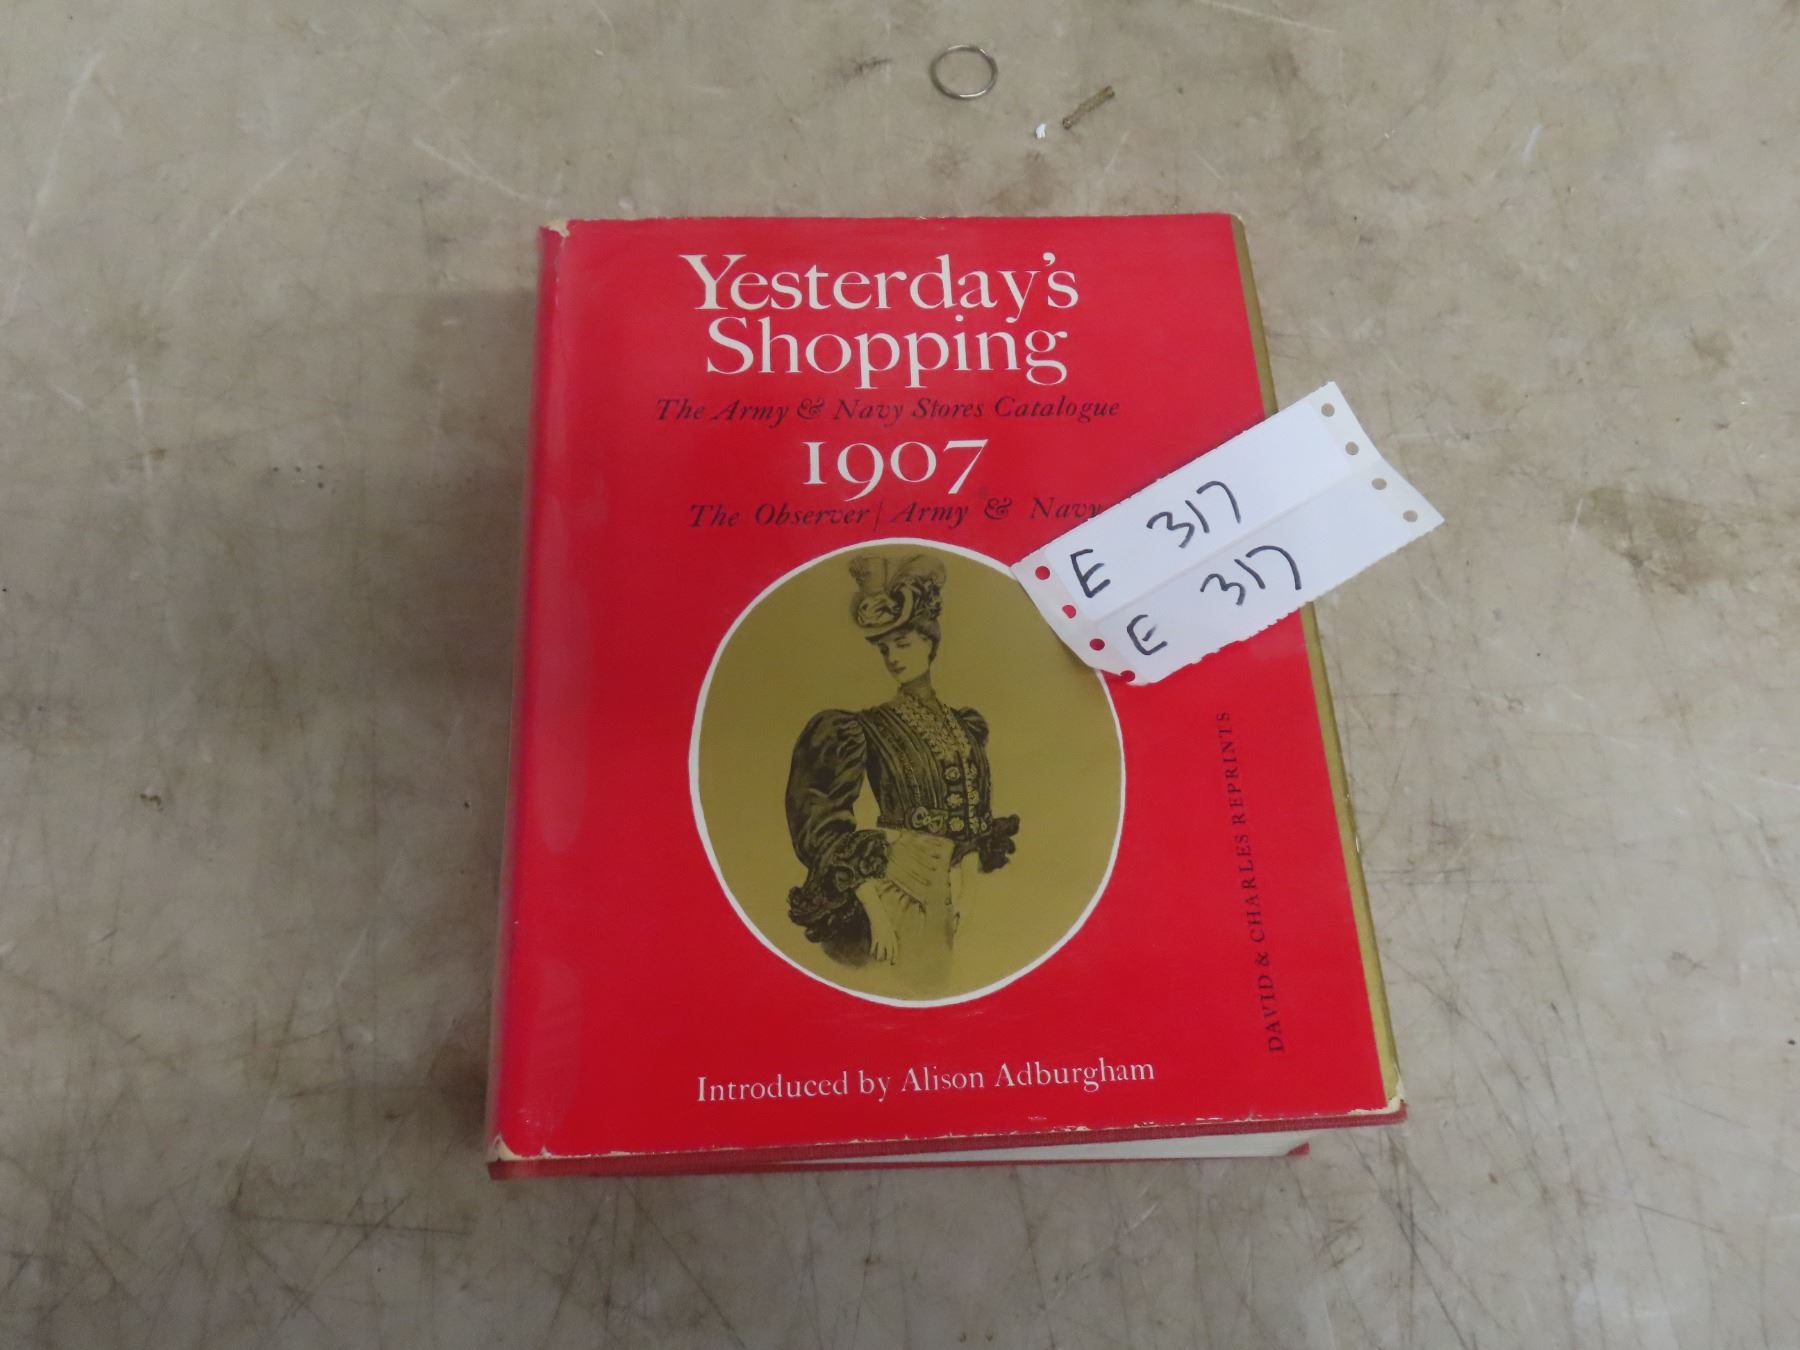 Yesterday's
Shopping
The Army & Navy Stores Catalogue
1907
The Observer / Army & Navy
E 317
E 317
DAVID & CHARLES REPRINTS
Introduced by Alison Adburgham